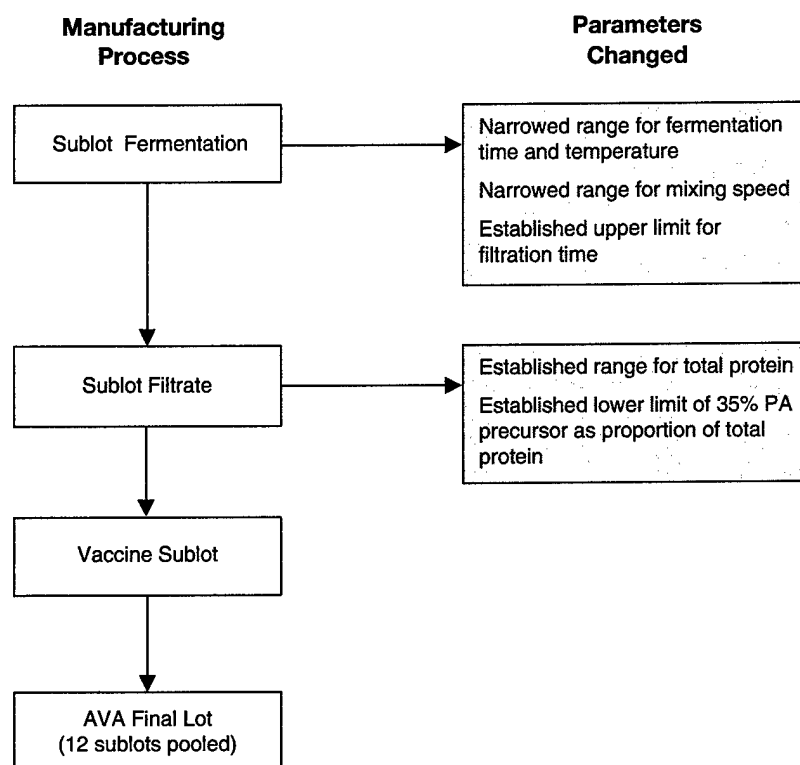 Manufacturing
Process
Parameters
Changed
Sublot Fermentation
Narrowed range for fermentation
time and temperature
Narrowed range for mixing speed
Established upper limit for
filtration time
Sublot Filtrate
Established range for total protein
Established lower limit of 35% PA
precursor as proportion of total
protein
Vaccine Sublot
AVA Final Lot
(12 sublots pooled)